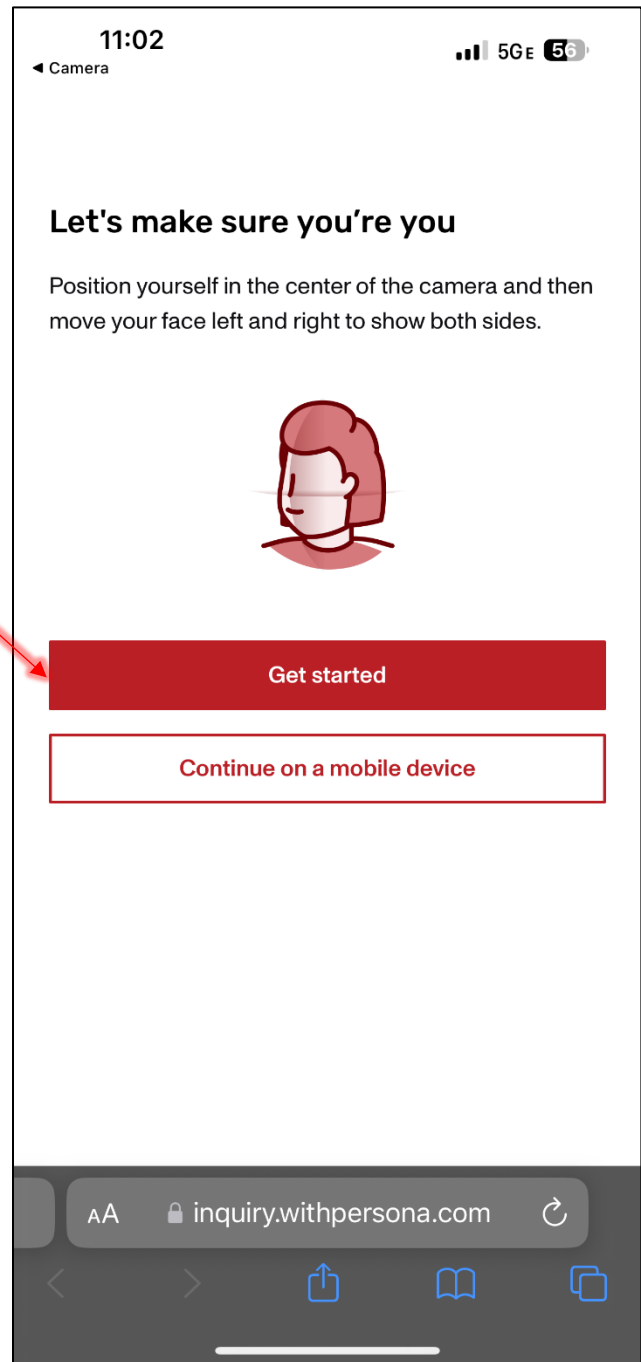 11:02
5GE 56
◀ Camera
Let's make sure you’re you
Position yourself in the center of the camera and then
move your face left and right to show both sides.
Get started
Continue on a mobile device
AA inquiry.withpersona.com